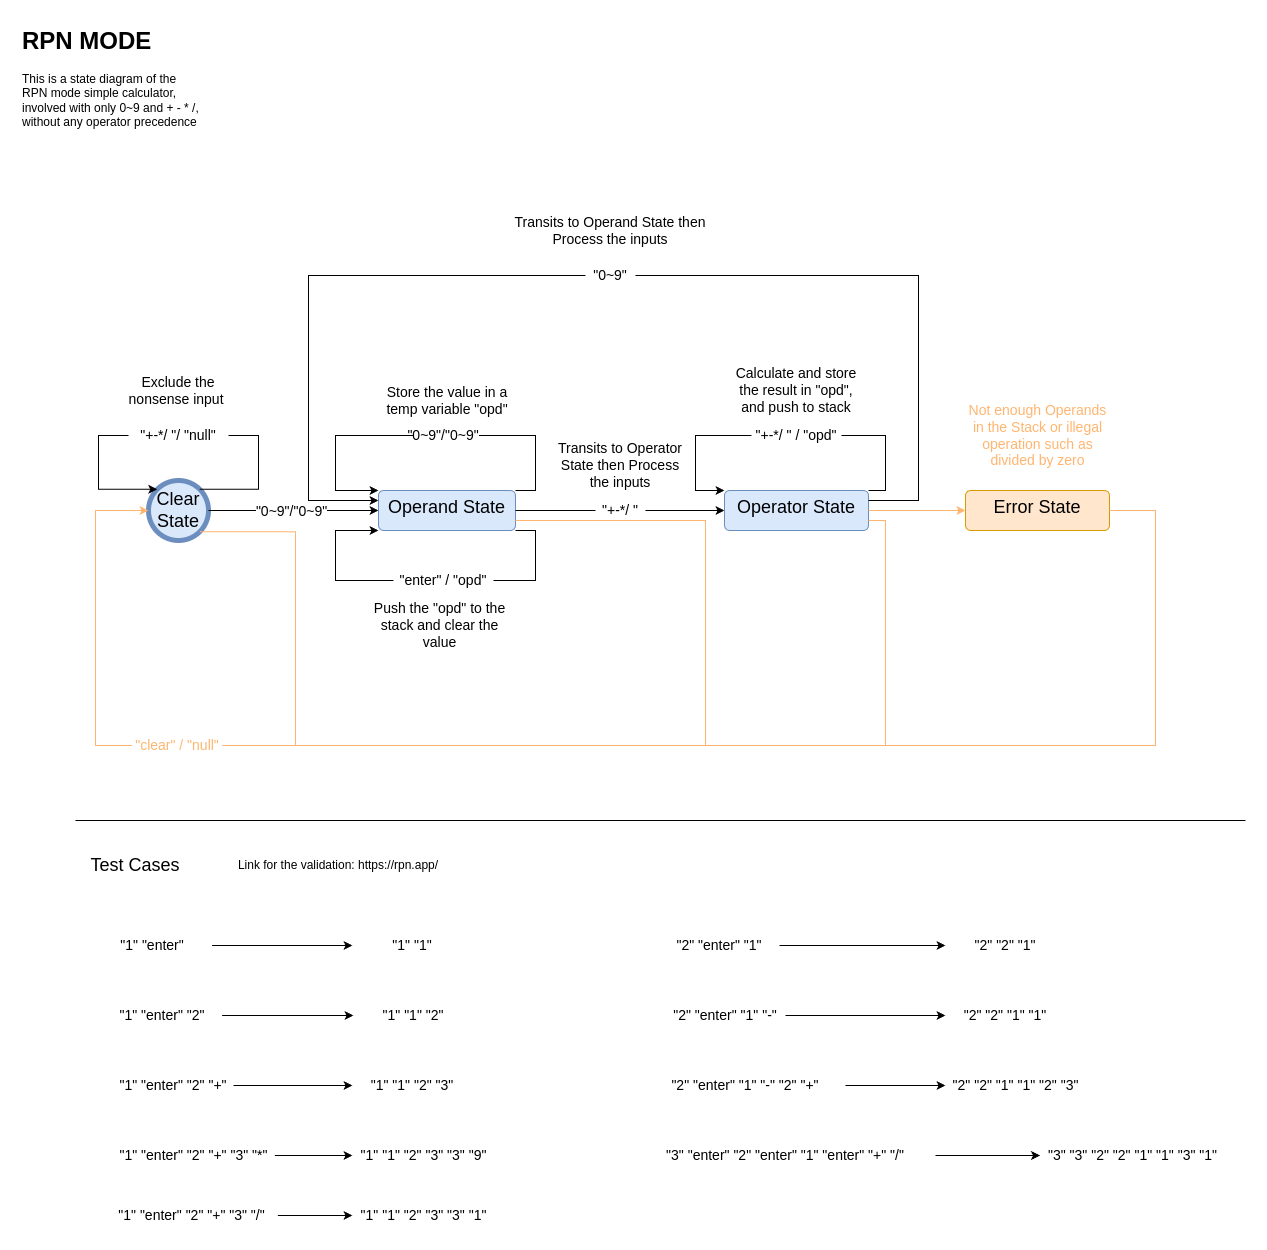 RPN MODE
This is a state diagram of the
RPN mode simple calculator,
involved with only 0~9 and + - * /,
without any operator precedence
Transits to Operand State then
Process the inputs
"0~9"
Exclude the
nonsense input
"+-*/ "/ "null"
Store the value in a
temp variable "opd"
"0~9"/"0~9"
Calculate and store
the result in "opd",
and push to stack
"+-*/ " / "opd"
Transits to Operator
State then Process
the inputs
Not enough Operands
in the Stack or illegal
operation such as
divided by zero
Clear
State
"0~9"/"0~9"
Operand State
"+-*/ "
Operator State
Error State
"enter" / "opd"
Push the "opd" to the
stack and clear the
value
"clear" / "null"
Test Cases
Link for the validation: https://rpn.app/
"1" "enter"
"1" "1"
"2" "enter" "1"
"2" "2" "1"
"1" "enter" "2"
"1" "1" "2"
"2" "enter" "1" "-"
"2" "2" "1" "1"
"1" "enter" "2" "+"
"1" "1" "2" "3"
"2" "enter" "1" "-" "2" "+"
"2" "2" "1" "1" "2" "3"
"1" "enter" "2" "+" "3" "*"
"1" "1" "2" "3" "3" "9"
"3" "enter" "2" "enter" "1" "enter" "+" "/"
"3" "3" "2" "2" "1" "1" "3" "1"
"1" "enter" "2" "+" "3" "/"
"1" "1" "2" "3" "3" "1"